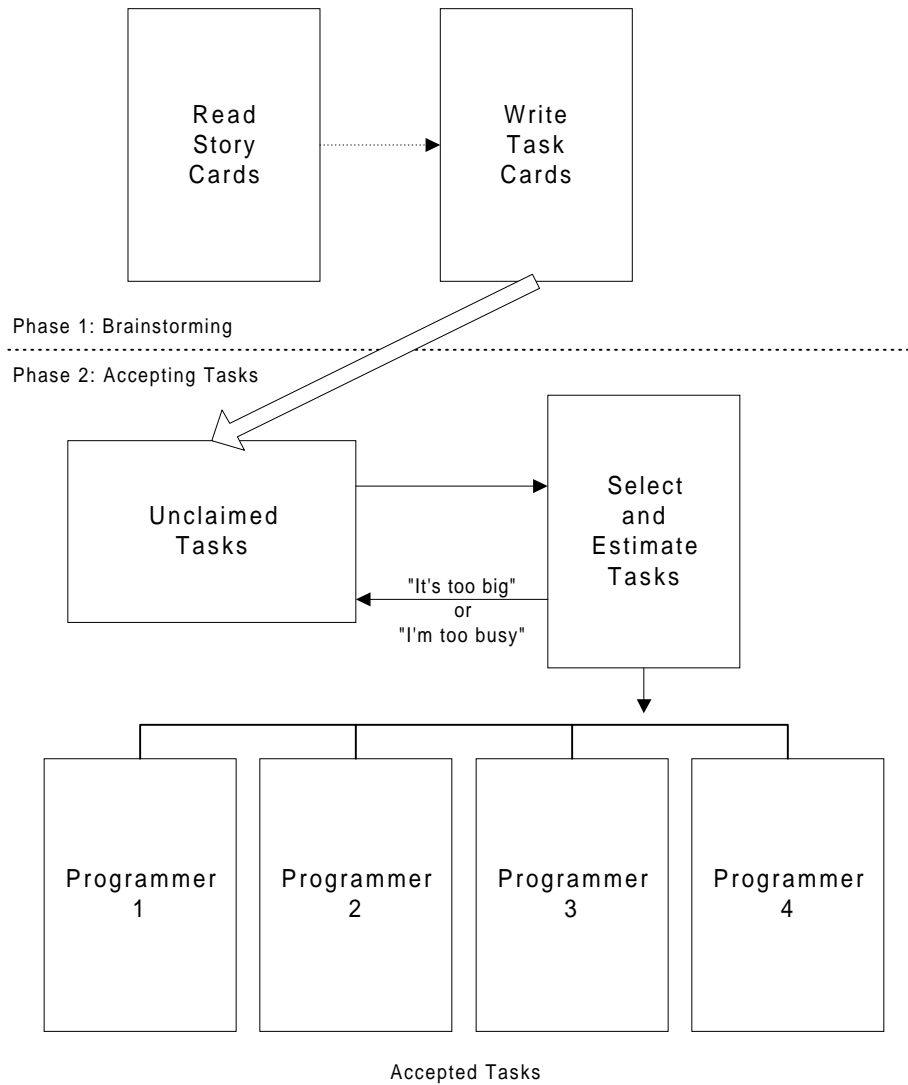 Read
Story
Cards
Write
Task
Cards
Phase 1: Brainstorming
Phase 2: Accepting Tasks
Unclaimed
Tasks
Select
and
Estimate
Tasks
"It's too big"
or
"I'm too busy"
Programmer
1
Programmer
2
Programmer
3
Programmer
4
Accepted Tasks